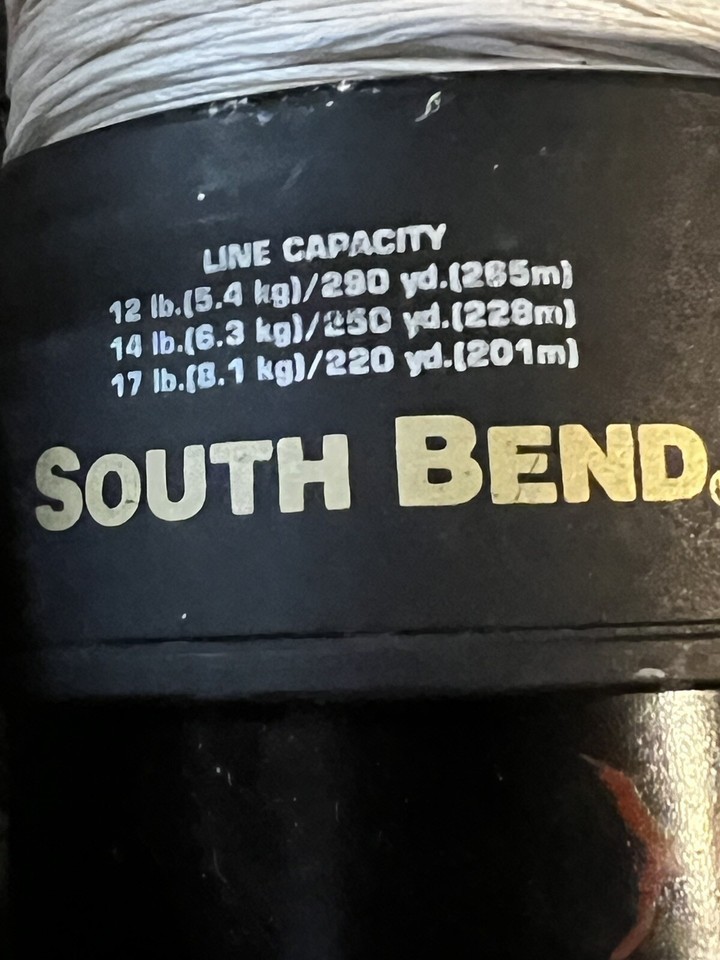 LINE CAPACITY
12 lb.(5.4 kg)/290 yd.(265m)
14 lb.(6.3 kg)/250 yd.(228m)
17 lb.(8.1 kg)/220 yd.(201m)
SOUTH BEND